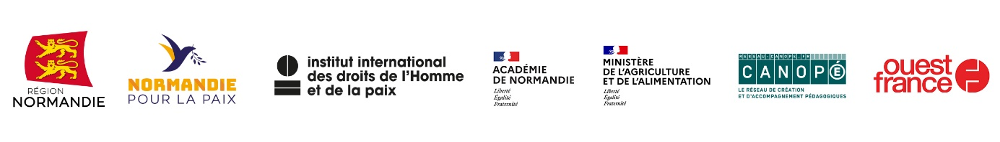 RÉGION
NORMANDIE
NORMANDIE
POUR LA PAIX
institut international
des droits de l'Homme
et de la paix
ACADÉMIE
DE NORMANDIE
Liberté
Égalité
Fraternité
MINISTÈRE
DE L'AGRICULTURE
ET DE L'ALIMENTATION
Liberté
Égalité
Fraternité
RESEAU-CANOPE.FR
CANOPÉ
LE RÉSEAU DE CRÉATION
ET D'ACCOMPAGNEMENT PÉDAGOGIQUES
ouest
france